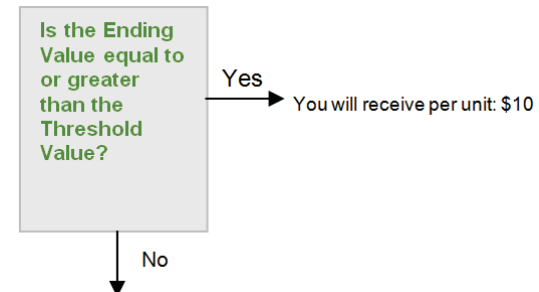 Is the Ending
Value equal to
or greater
than the
Threshold
Value?
Yes
You will receive per unit: $10
No